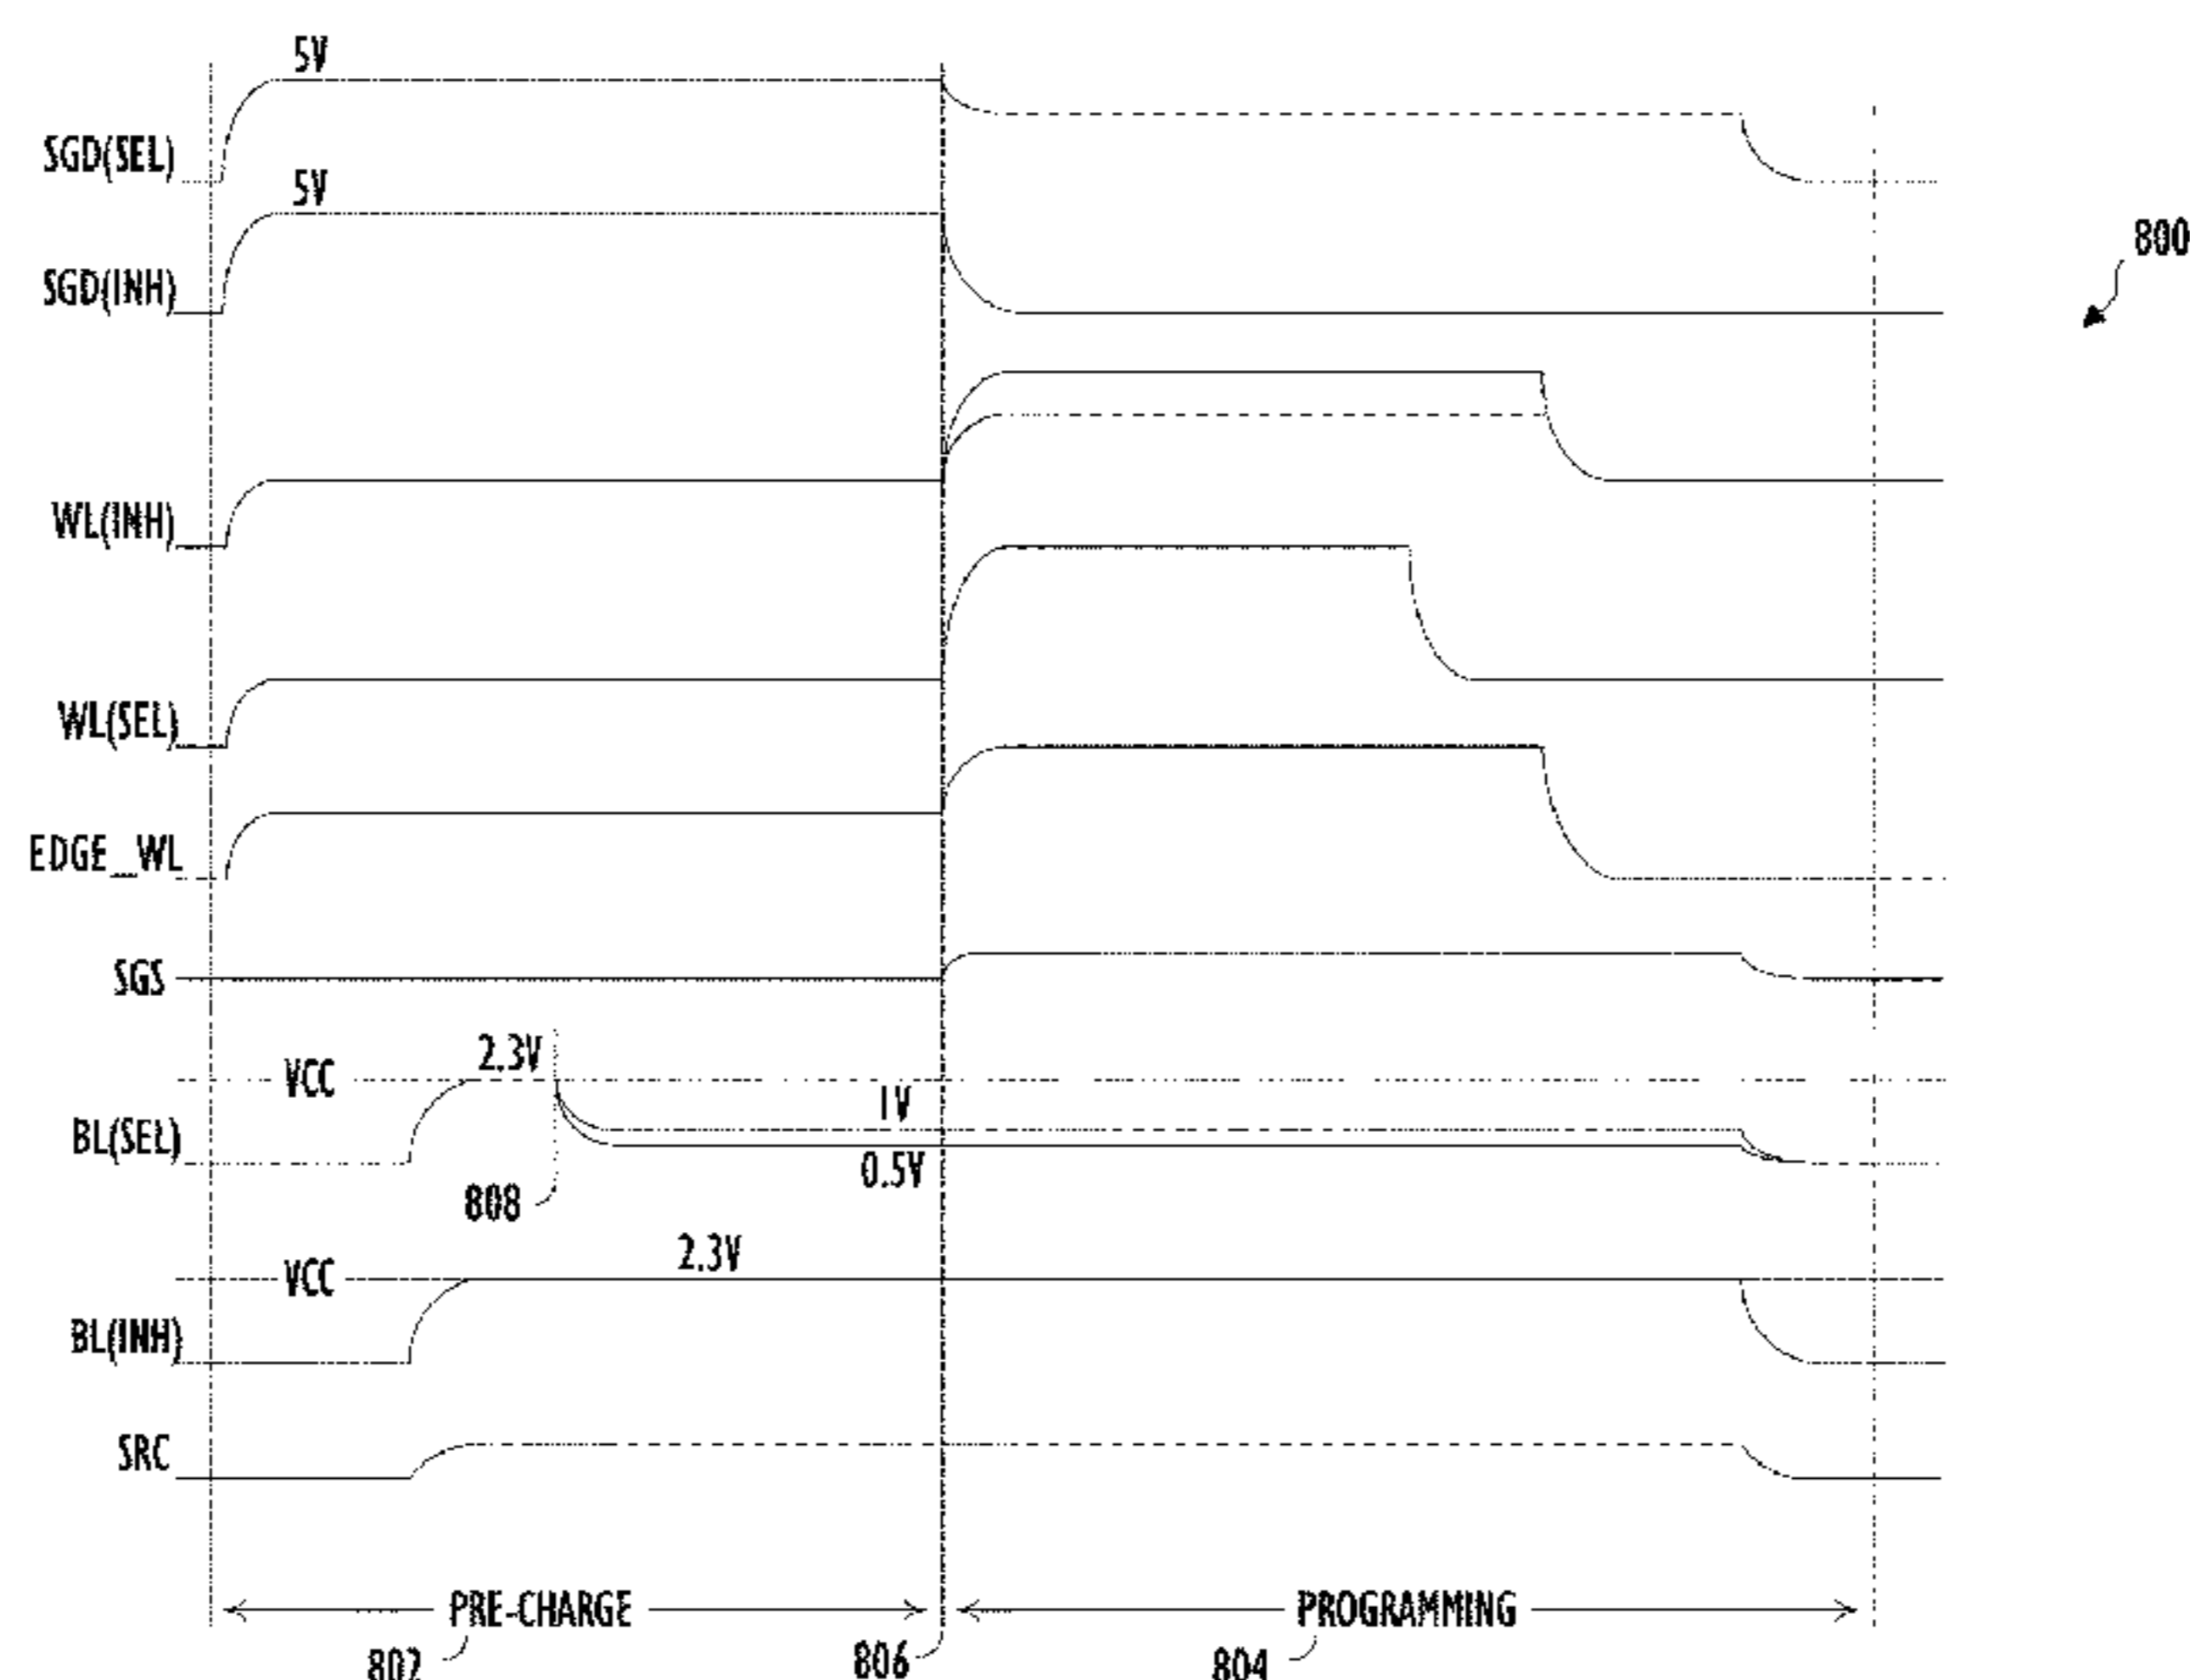 5V
SGD(SEL)
5V
SGD(INH)
800
WL(INH)
WL(SEL)
EDGE_WL
SGS
2.3V
VCC
1V
BL(SEL)
0.5V
808
2.3V
VCC
BL(INH)
SRC
PRE-CHARGE
PROGRAMMING
802
806
804